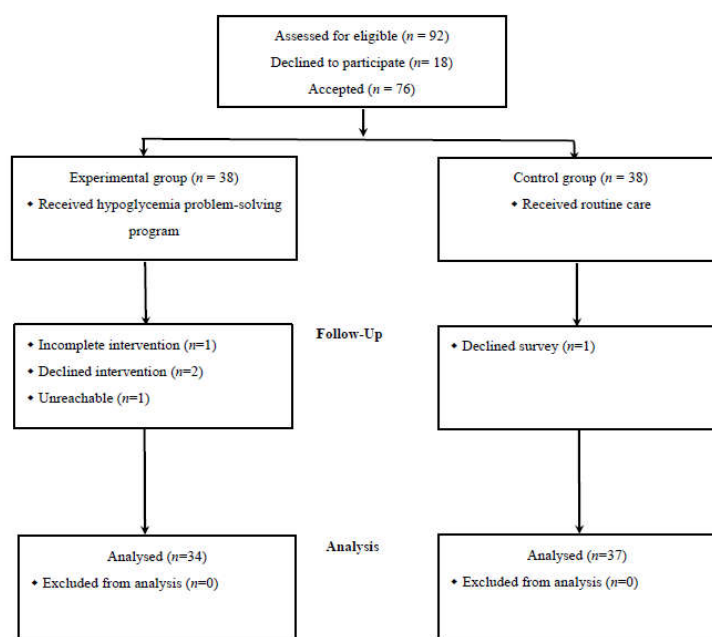 Assessed for eligible (n = 92)
Declined to participate (n= 18)
Accepted (n = 76)
Experimental group (n = 38)
• Received hypoglycemia problem-solving
program
Control group (n = 38)
• Received routine care
Follow-Up
• Incomplete intervention (n=1)
• Declined intervention (n=2)
• Unreachable (n=1)
• Declined survey (n=1)
Analysis
Analysed (n=34)
• Excluded from analysis (n=0)
Analysed (n=37)
• Excluded from analysis (n=0)